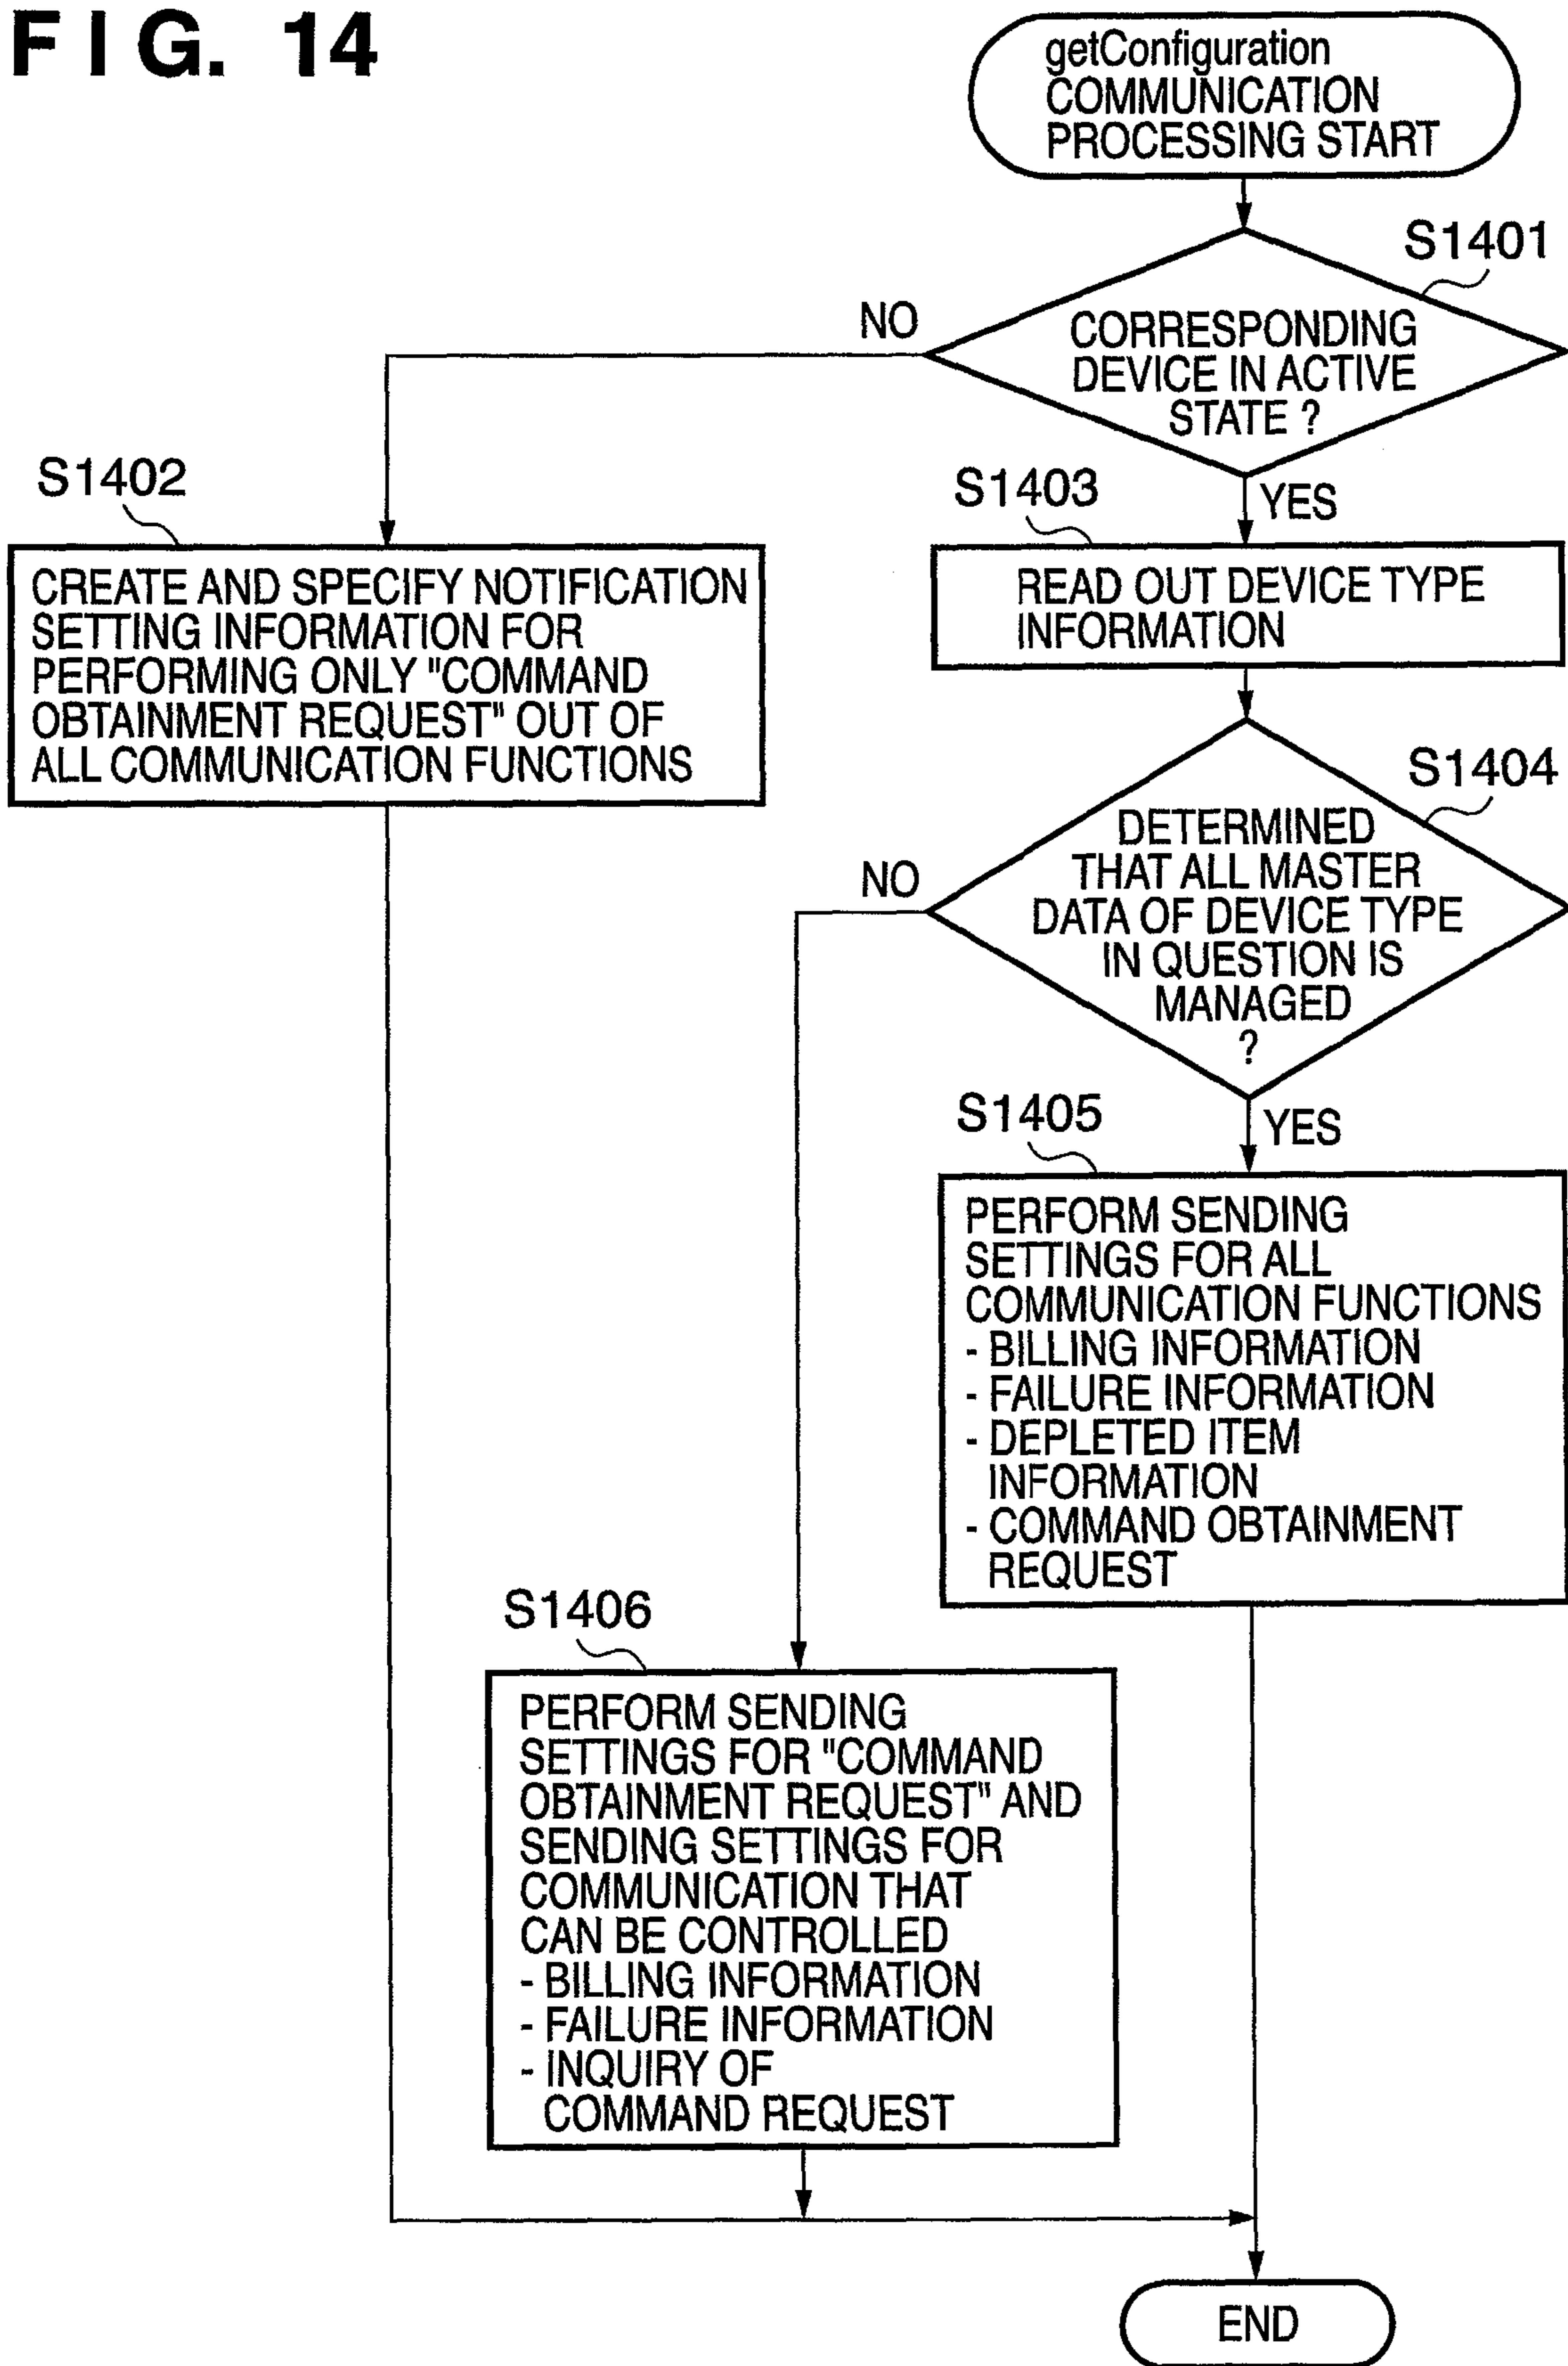 FIG. 14
getConfiguration
COMMUNICATION
PROCESSING START
S1401
NO
CORRESPONDING
DEVICE IN ACTIVE
STATE ?
YES
S1402
CREATE AND SPECIFY NOTIFICATION
SETTING INFORMATION FOR
PERFORMING ONLY "COMMAND
OBTAINMENT REQUEST" OUT OF
ALL COMMUNICATION FUNCTIONS
S1403
READ OUT DEVICE TYPE
INFORMATION
S1404
NO
DETERMINED
THAT ALL MASTER
DATA OF DEVICE TYPE
IN QUESTION IS
MANAGED
?
YES
S1405
PERFORM SENDING
SETTINGS FOR ALL
COMMUNICATION FUNCTIONS
- BILLING INFORMATION
- FAILURE INFORMATION
- DEPLETED ITEM
INFORMATION
- COMMAND OBTAINMENT
REQUEST
S1406
PERFORM SENDING
SETTINGS FOR "COMMAND
OBTAINMENT REQUEST" AND
SENDING SETTINGS FOR
COMMUNICATION THAT
CAN BE CONTROLLED
- BILLING INFORMATION
- FAILURE INFORMATION
- INQUIRY OF
COMMAND REQUEST
END